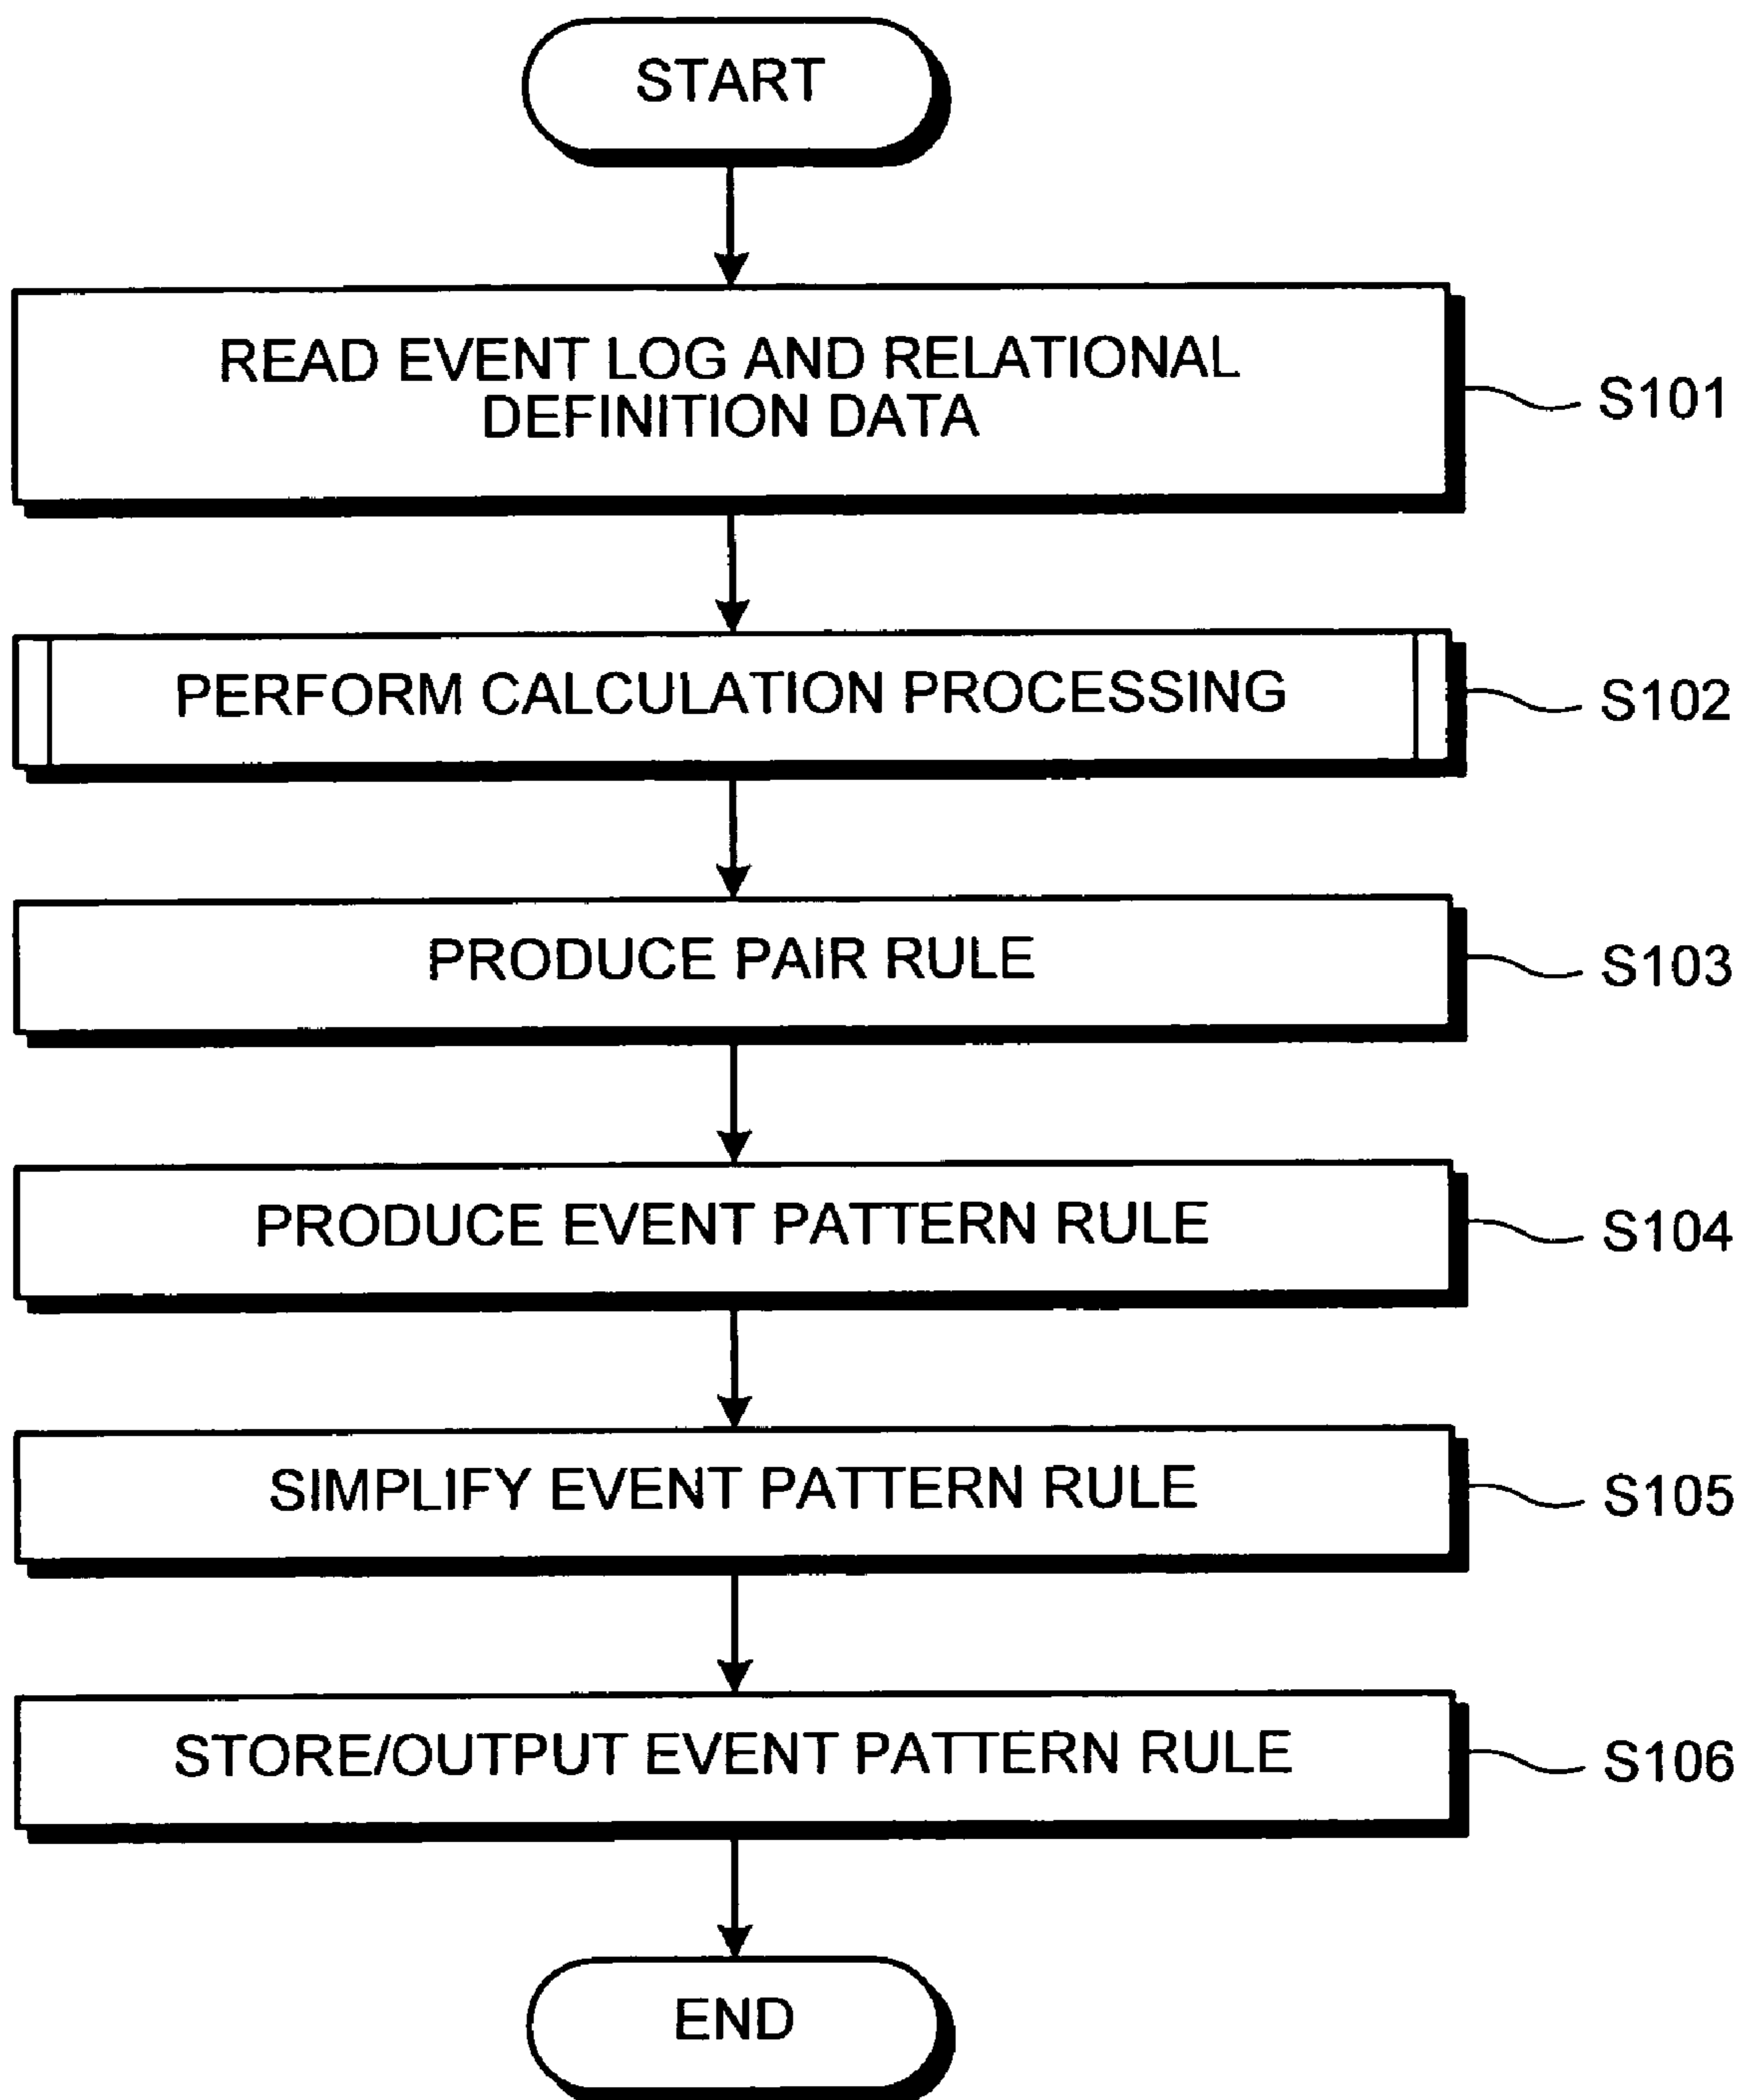 START
READ EVENT LOG AND RELATIONAL
DEFINITION DATA
S101
PERFORM CALCULATION PROCESSING
S102
PRODUCE PAIR RULE
S103
PRODUCE EVENT PATTERN RULE
S104
SIMPLIFY EVENT PATTERN RULE
S105
STORE/OUTPUT EVENT PATTERN RULE
S106
END